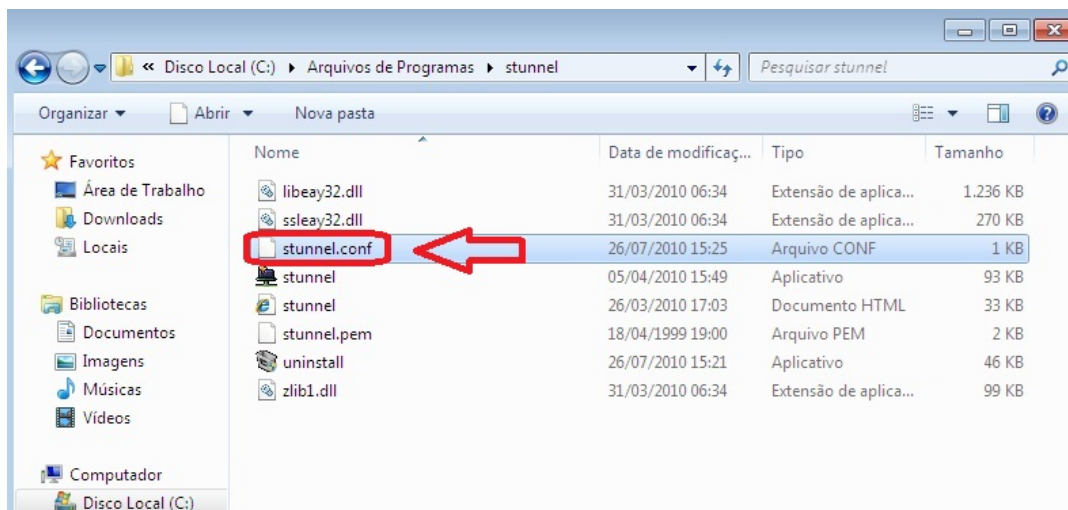 « Disco Local (C:) ▸ Arquivos de Programas ▸ stunnel
Pesquisar stunnel
Organizar Abrir Nova pasta
Nome Data de modificaç... Tipo Tamanho
Favoritos
Área de Trabalho
Downloads
Locais
Bibliotecas
Documentos
Imagens
Músicas
Vídeos
Computador
Disco Local (C:)
libeay32.dll 31/03/2010 06:34 Extensão de aplica... 1.236 KB
ssleay32.dll 31/03/2010 06:34 Extensão de aplica... 270 KB
stunnel.conf 26/07/2010 15:25 Arquivo CONF 1 KB
stunnel 05/04/2010 15:49 Aplicativo 93 KB
stunnel 26/03/2010 17:03 Documento HTML 33 KB
stunnel.pem 18/04/1999 19:00 Arquivo PEM 2 KB
uninstall 26/07/2010 15:21 Aplicativo 46 KB
zlib1.dll 31/03/2010 06:34 Extensão de aplica... 99 KB